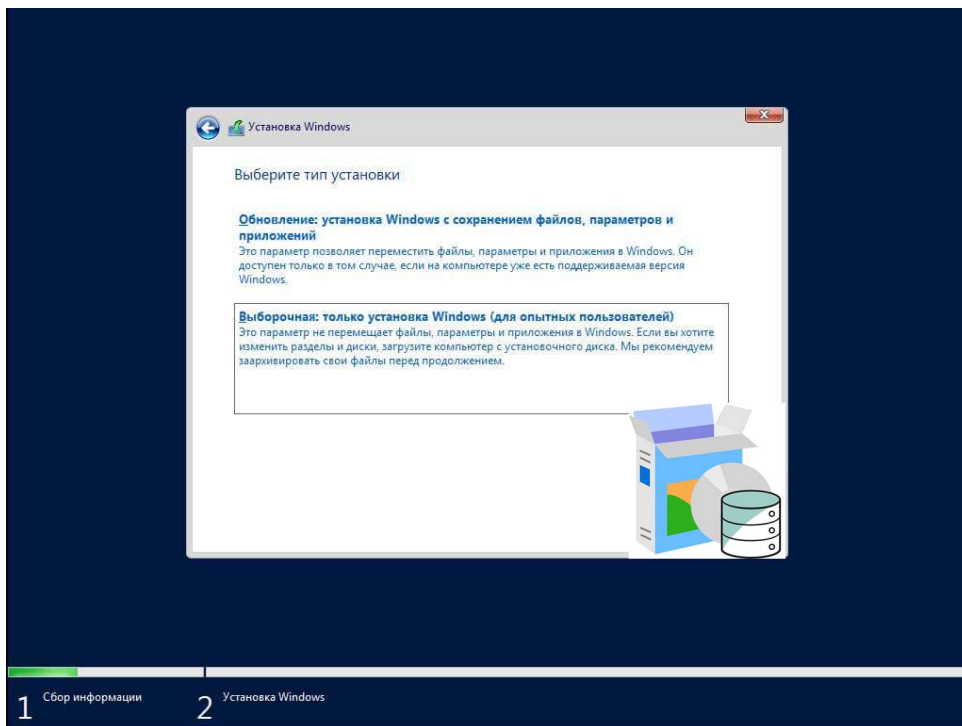 Установка Windows
Выберите тип установки
Обновление: установка Windows с сохранением файлов, параметров и
приложений
Это параметр позволяет переместить файлы, параметры и приложения в Windows. Он
доступен только в том случае, если на компьютере уже есть поддерживаемая версия
Windows.
Выборочная: только установка Windows (для опытных пользователей)
Это параметр не перемещает файлы, параметры и приложения в Windows. Если вы хотите
изменить разделы и диски, загрузите компьютер с установочного диска. Мы рекомендуем
заархивировать свои файлы перед продолжением.
1 Сбор информации
2 Установка Windows